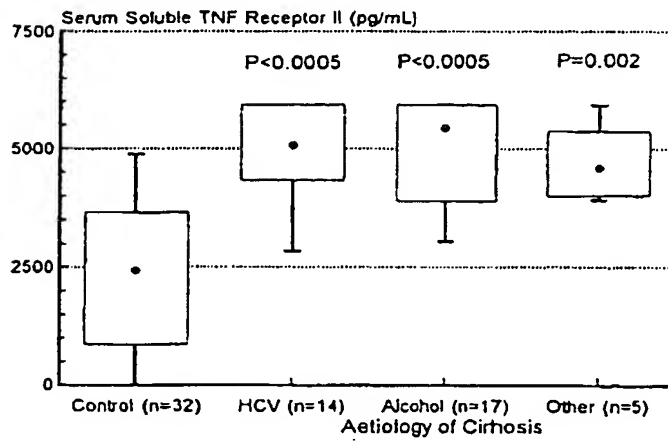 Serum Soluble TNF Receptor II (pg/mL)
7500
P<0.0005 P<0.0005 P=0.002
5000
2500
0
Control (n=32) HCV (n=14) Alcohol (n=17) Other (n=5)
Aetiology of Cirhosis